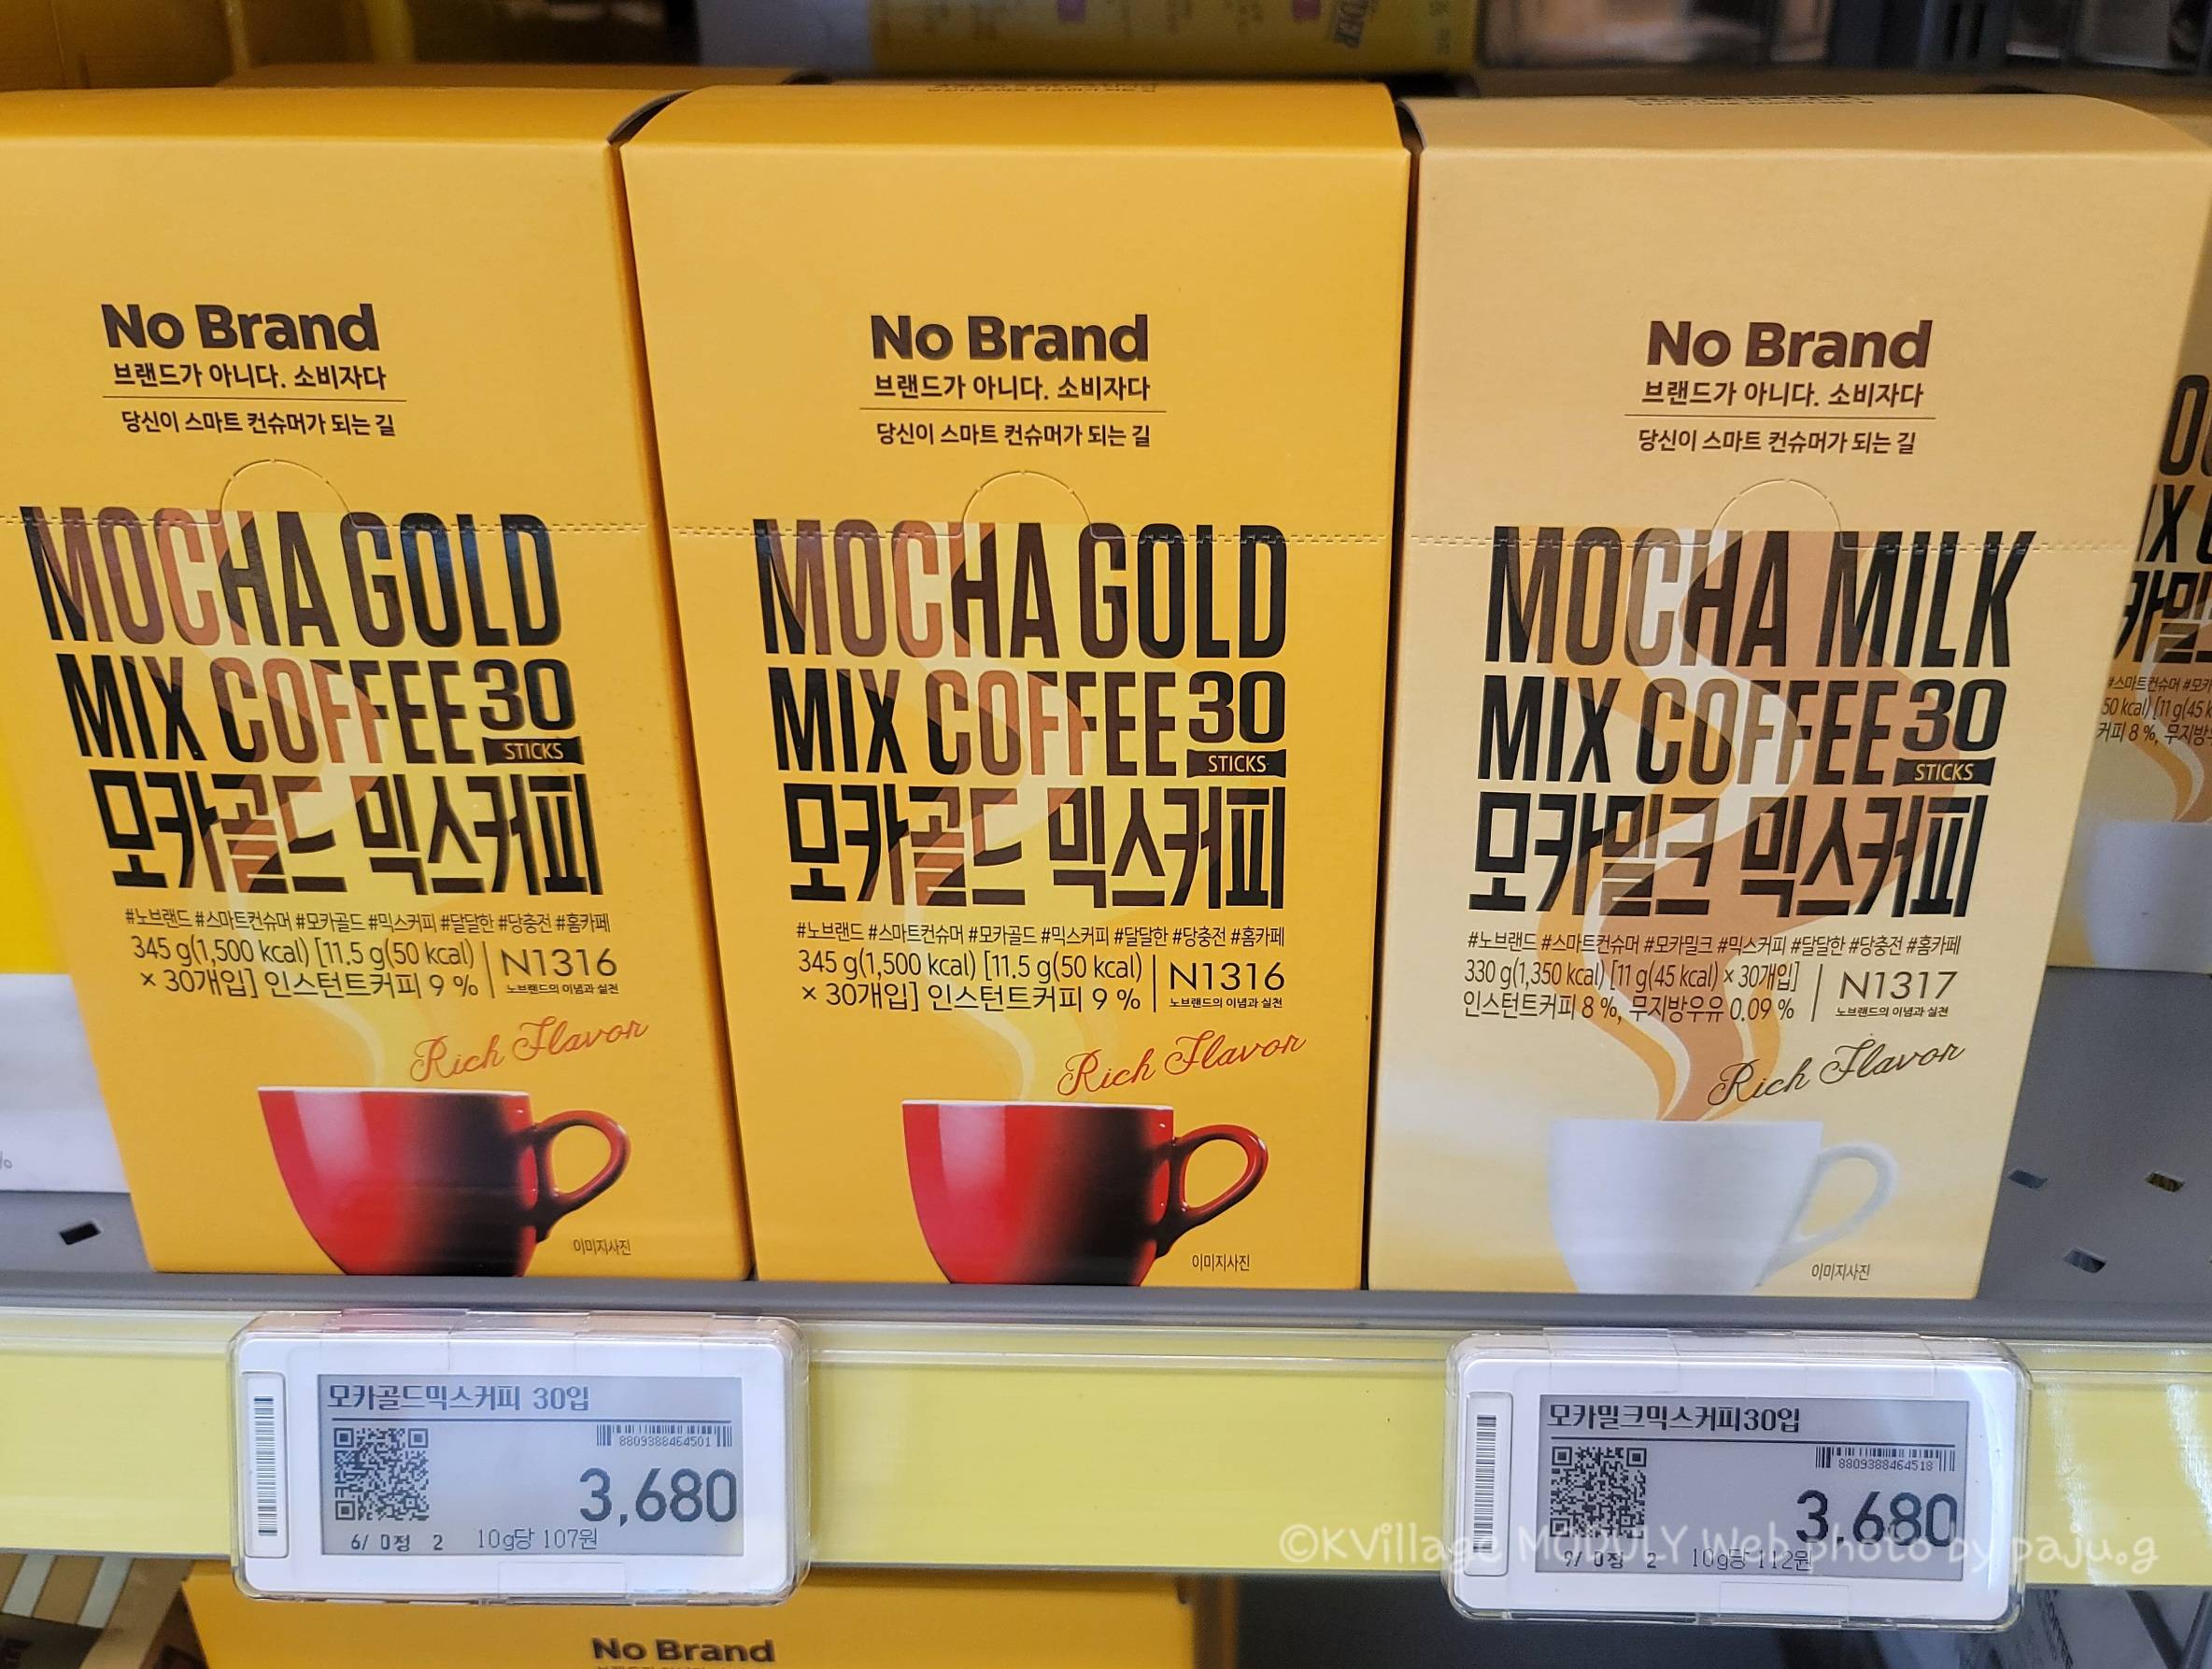 No Brand
브랜드가 아니다. 소비자다
당신이 스마트 컨슈머가 되는 길
MOCHA GOLD
MIX COFFEE 30
STICKS
모카골드 믹스커피
#노브랜드 #스마트컨슈머 #모카골드 #믹스커피 #달달한 #당충전 #홈카페
345 g(1,500 kcal) [11.5 g(50 kcal)
× 30개입] 인스턴트커피 9 %
N1316
노브랜드의 이념과 실천
Rich Flavor
이미지사진
No Brand
브랜드가 아니다. 소비자다
당신이 스마트 컨슈머가 되는 길
MOCHA GOLD
MIX COFFEE 30
STICKS
모카골드 믹스커피
#노브랜드 #스마트컨슈머 #모카골드 #믹스커피 #달달한 #당충전 #홈카페
345 g(1,500 kcal) [11.5 g(50 kcal)
× 30개입] 인스턴트커피 9 %
N1316
노브랜드의 이념과 실천
Rich Flavor
이미지사진
No Brand
브랜드가 아니다. 소비자다
당신이 스마트 컨슈머가 되는 길
MOCHA MILK
MIX COFFEE 30
STICKS
모카밀크 믹스커피
#노브랜드 #스마트컨슈머 #모카밀크 #믹스커피 #달달한 #당충전 #홈카페
330 g(1,350 kcal) [11 g(45 kcal) × 30개입]
인스턴트커피 8 %, 무지방우유 0.09 %
N1317
노브랜드의 이념과 실천
Rich Flavor
이미지사진
모카골드믹스커피 30입
8809388464501
3,680
6/ 0정 2 10g당 107원
모카밀크믹스커피30입
8809388464518
3,680
9/ 0정 2 10g당 112원
©KVillage MODULY Web photo by paju.g
No Brand